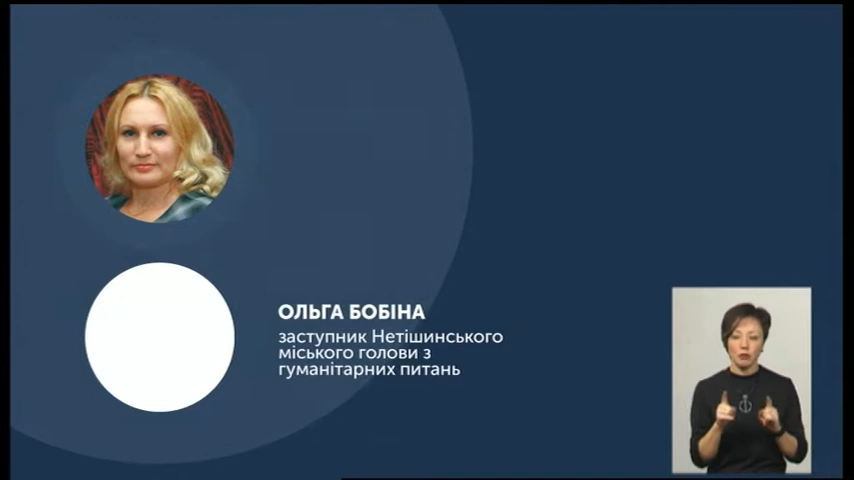 ОЛЬГА БОБІНА
заступник Нетішинського
міського голови з
гуманітарних питань